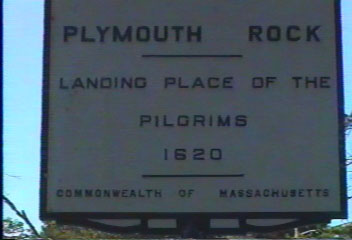 PLYMOUTH ROCK
LANDING PLACE OF THE
PILGRIMS
1620
COMMONWEALTH OF MASSACHUSETTS